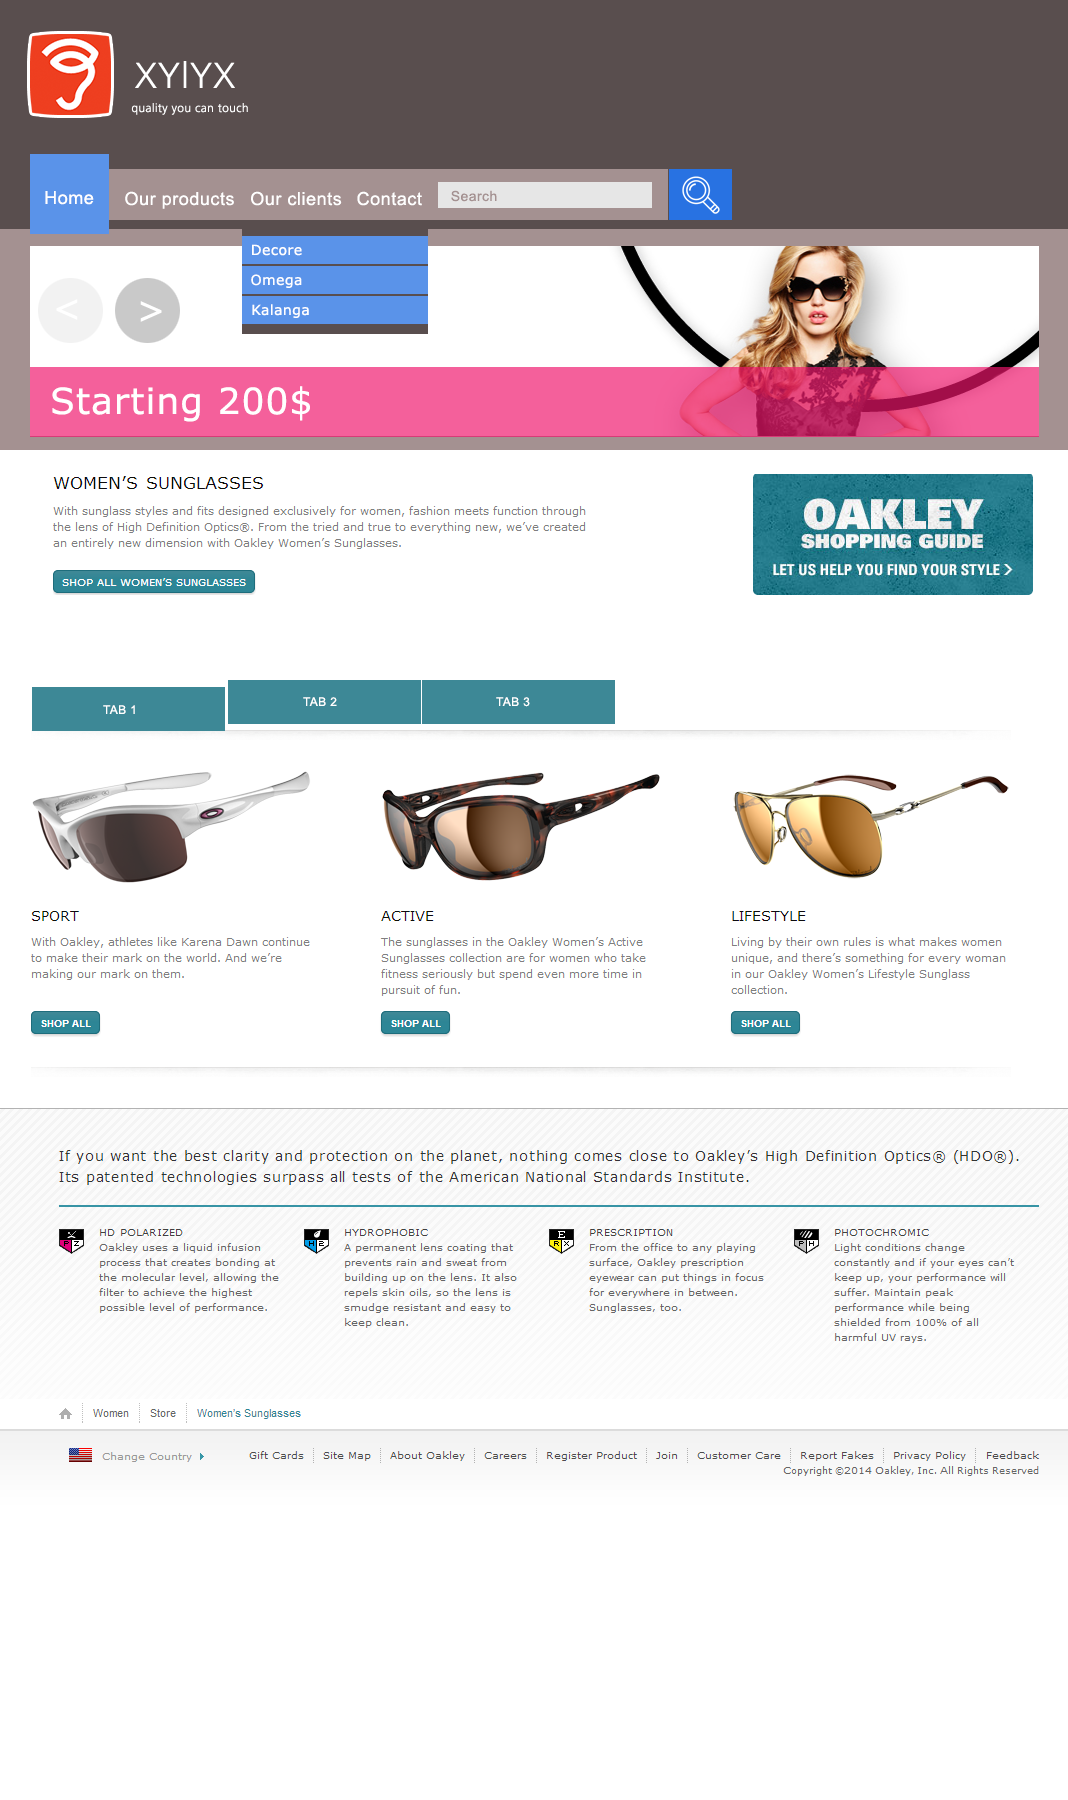 XYIYX
quality you can touch
Home
Our products
Our clients
Contact
Search
Decore
Omega
Kalanga
<
>
Starting 200$
WOMEN’S SUNGLASSES
With sunglass styles and fits designed exclusively for women, fashion meets function through
the lens of High Definition Optics®. From the tried and true to everything new, we’ve created
an entirely new dimension with Oakley Women’s Sunglasses.
SHOP ALL WOMEN’S SUNGLASSES
OAKLEY
SHOPPING GUIDE
LET US HELP YOU FIND YOUR STYLE >
TAB 1
TAB 2
TAB 3
SPORT
With Oakley, athletes like Karena Dawn continue
to make their mark on the world. And we’re
making our mark on them.
SHOP ALL
ACTIVE
The sunglasses in the Oakley Women’s Active
Sunglasses collection are for women who take
fitness seriously but spend even more time in
pursuit of fun.
SHOP ALL
LIFESTYLE
Living by their own rules is what makes women
unique, and there’s something for every woman
in our Oakley Women’s Lifestyle Sunglass
collection.
SHOP ALL
If you want the best clarity and protection on the planet, nothing comes close to Oakley’s High Definition Optics® (HDO®).
Its patented technologies surpass all tests of the American National Standards Institute.
PZ
HD POLARIZED
Oakley uses a liquid infusion
process that creates bonding at
the molecular level, allowing the
filter to achieve the highest
possible level of performance.
H2
HYDROPHOBIC
A permanent lens coating that
prevents rain and sweat from
building up on the lens. It also
repels skin oils, so the lens is
smudge resistant and easy to
keep clean.
E
RX
PRESCRIPTION
From the office to any playing
surface, Oakley prescription
eyewear can put things in focus
for everywhere in between.
Sunglasses, too.
PH
PHOTOCHROMIC
Light conditions change
constantly and if your eyes can’t
keep up, your performance will
suffer. Maintain peak
performance while being
shielded from 100% of all
harmful UV rays.
Women
Store
Women's Sunglasses
Change Country
Gift Cards
Site Map
About Oakley
Careers
Register Product
Join
Customer Care
Report Fakes
Privacy Policy
Feedback
Copyright ©2014 Oakley, Inc. All Rights Reserved